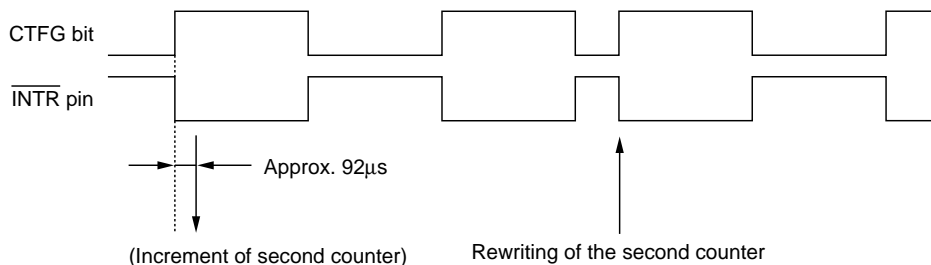 CTFG bit
INTR pin
Approx. 92μs
(Increment of second counter)
Rewriting of the second counter